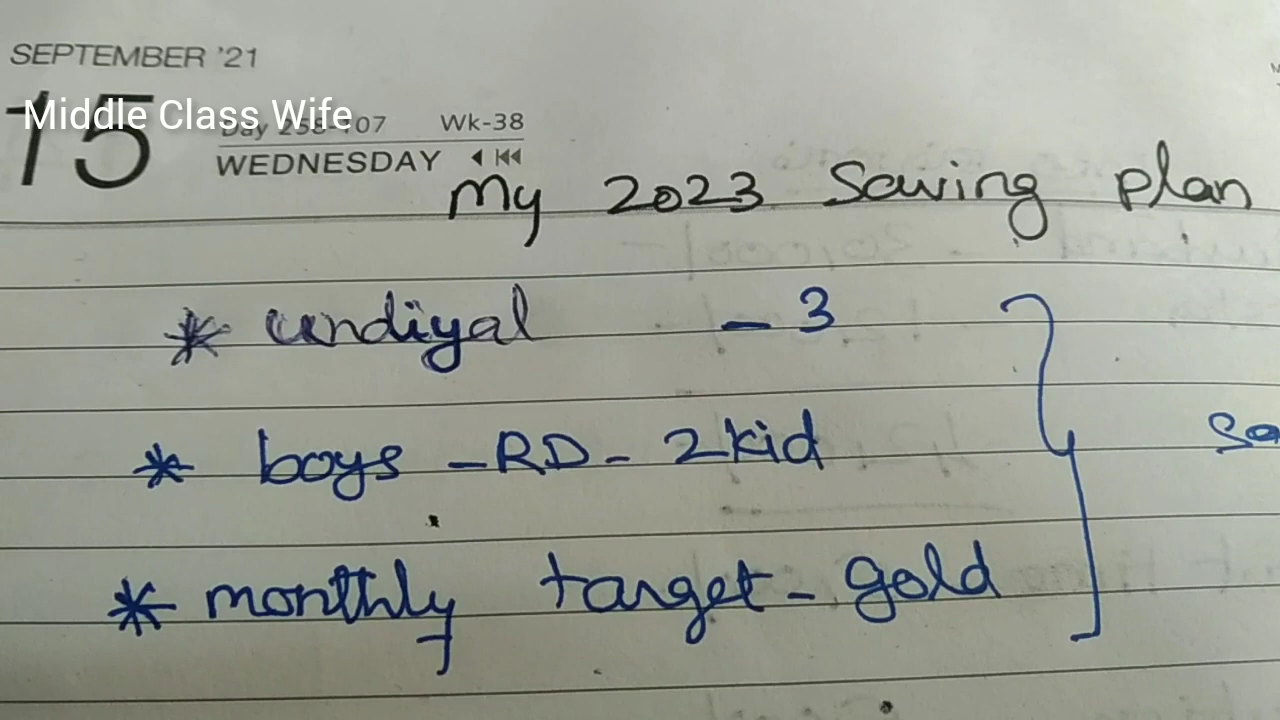 SEPTEMBER '21
15
Middle Class Wife
Wk-38
WEDNESDAY
My 2023 Saving plan
* undiyal - 3
* boys - RD - 2 kid
* monthly target - gold